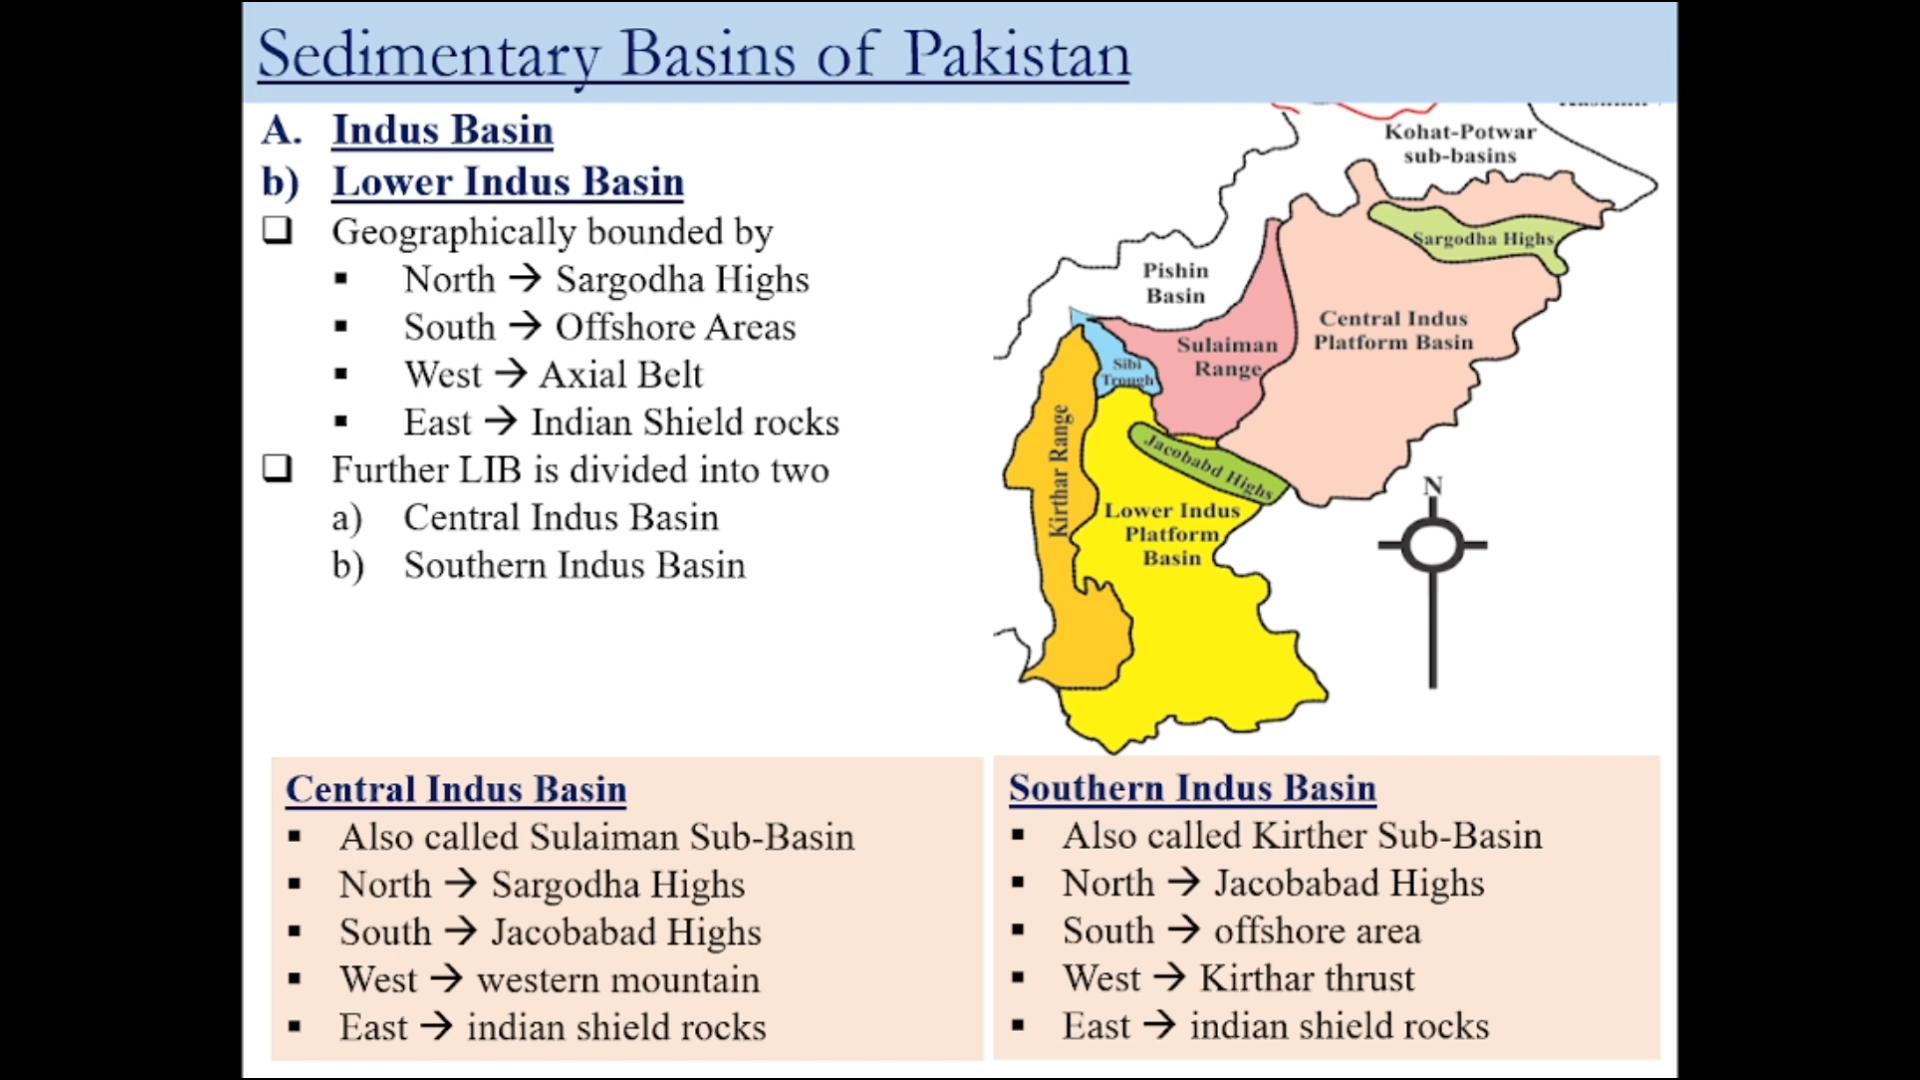 Sedimentary Basins of Pakistan
A. Indus Basin
b) Lower Indus Basin
❑ Geographically bounded by
▪ North → Sargodha Highs
▪ South → Offshore Areas
▪ West → Axial Belt
▪ East → Indian Shield rocks
❑ Further LIB is divided into two
a) Central Indus Basin
b) Southern Indus Basin
Kohat-Potwar
sub-basins
Sargodha Highs
Pishin
Basin
Central Indus
Platform Basin
Sulaiman
Range
Sibi
Trough
Kirthar Range
Jacobabd Highs
Lower Indus
Platform
Basin
N
Central Indus Basin
▪ Also called Sulaiman Sub-Basin
▪ North → Sargodha Highs
▪ South → Jacobabad Highs
▪ West → western mountain
▪ East → indian shield rocks
Southern Indus Basin
▪ Also called Kirther Sub-Basin
▪ North → Jacobabad Highs
▪ South → offshore area
▪ West → Kirthar thrust
▪ East → indian shield rocks